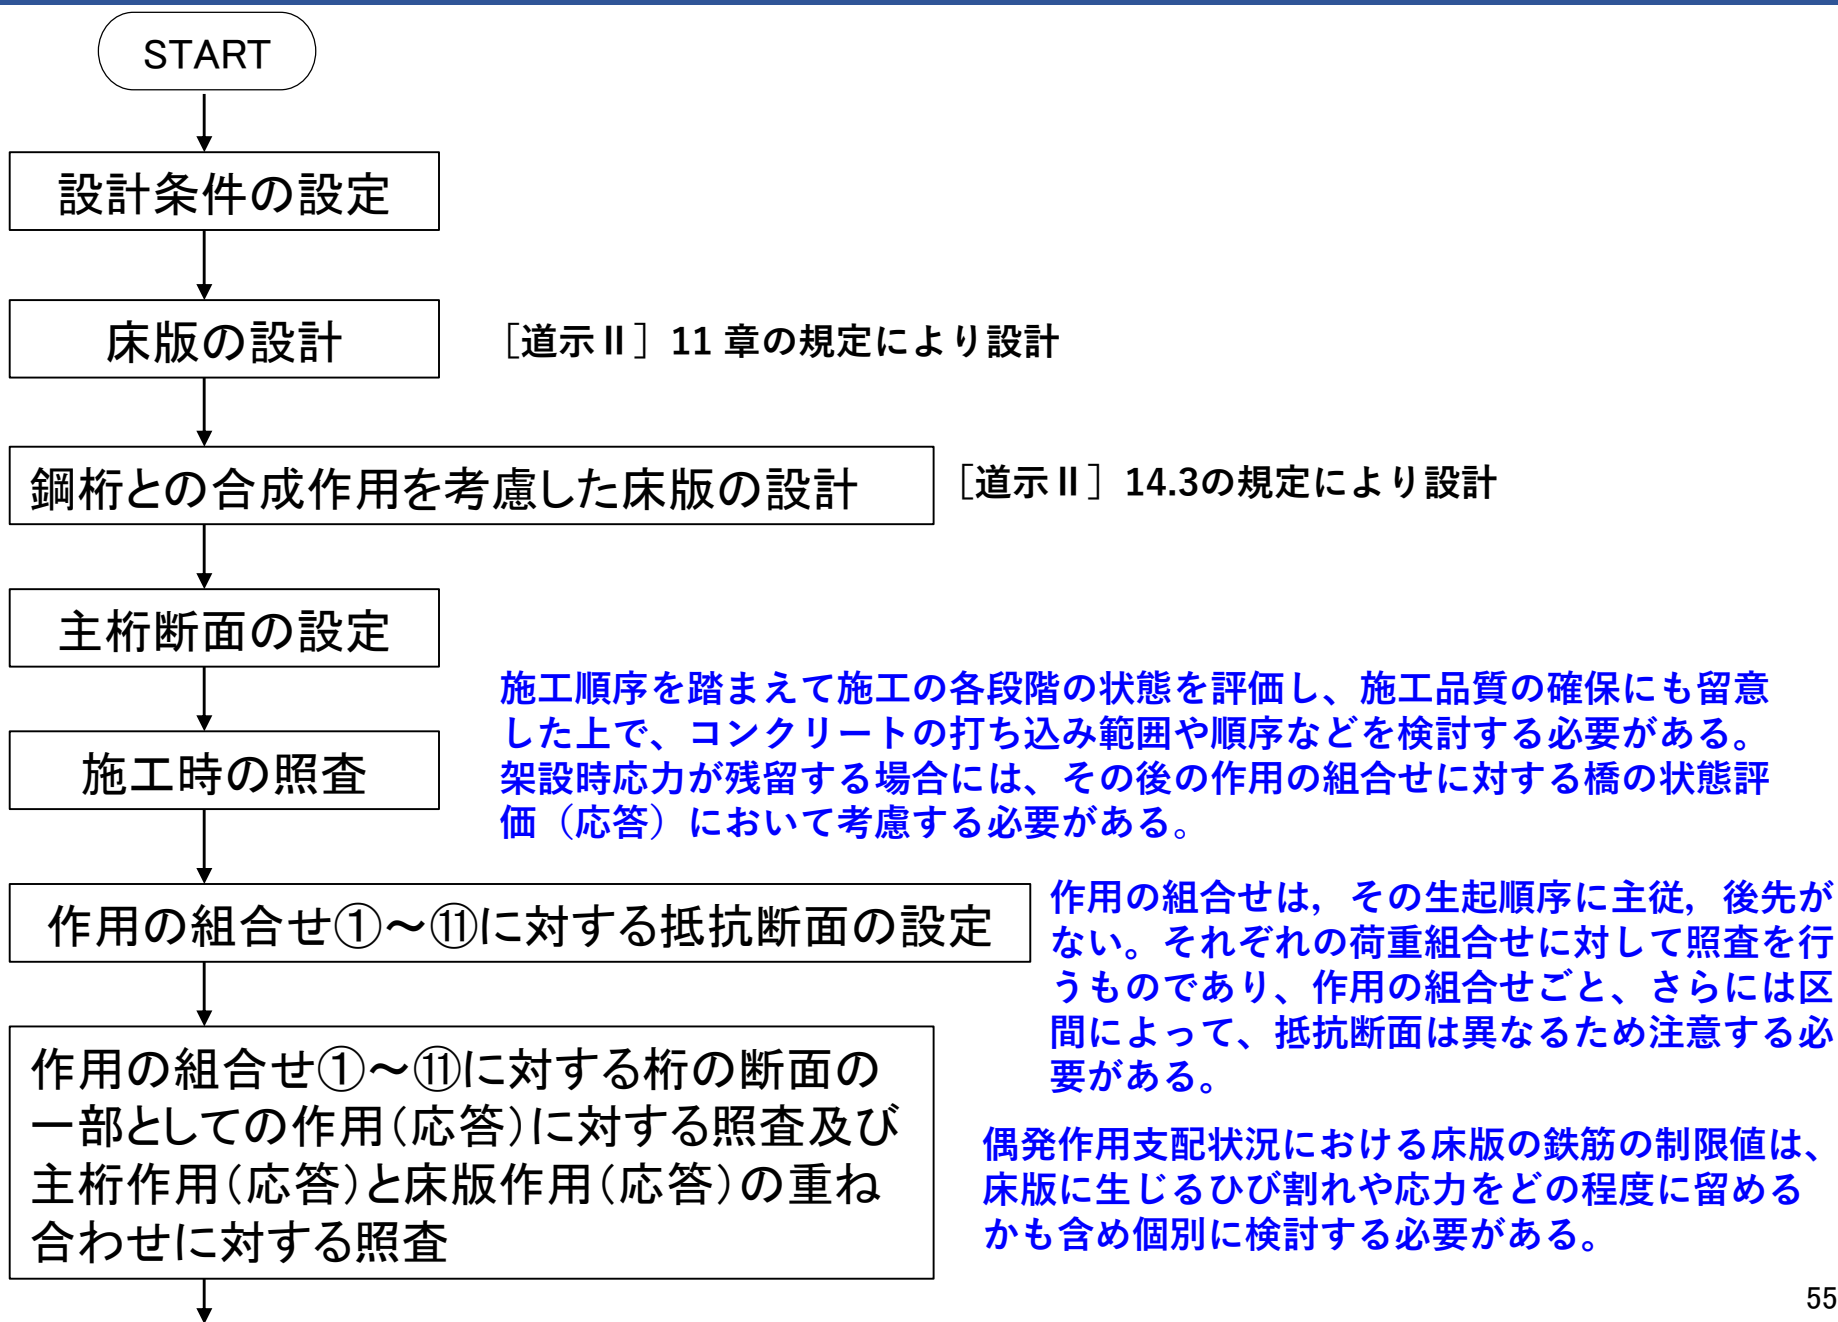 START
設計条件の設定
床版の設計
［道示Ⅱ］11 章の規定により設計
鋼桁との合成作用を考慮した床版の設計
［道示Ⅱ］14.3の規定により設計
主桁断面の設定
施工時の照査
施工順序を踏まえて施工の各段階の状態を評価し、施工品質の確保にも留意
した上で、コンクリートの打ち込み範囲や順序などを検討する必要がある。
架設時応力が残留する場合には、その後の作用の組合せに対する橋の状態評
価（応答）において考慮する必要がある。
作用の組合せ①～⑪に対する抵抗断面の設定
作用の組合せは，その生起順序に主従，後先が
ない。それぞれの荷重組合せに対して照査を行
うものであり、作用の組合せごと、さらには区
間によって、抵抗断面は異なるため注意する必
要がある。
作用の組合せ①～⑪に対する桁の断面の
一部としての作用（応答）に対する照査及び
主桁作用（応答）と床版作用（応答）の重ね
合わせに対する照査
偶発作用支配状況における床版の鉄筋の制限値は、
床版に生じるひび割れや応力をどの程度に留める
かも含め個別に検討する必要がある。
55